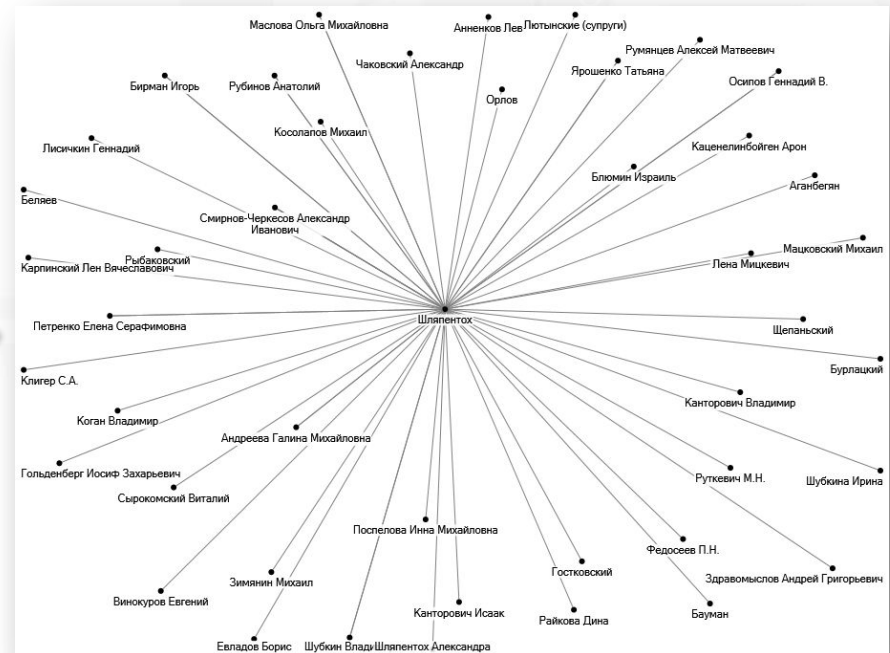 Маслова Ольга Михайловна
Анненков Лев
Лютынские (супруги)
Румянцев Алексей Матвеевич
Чаковский Александр
Ярошенко Татьяна
Осипов Геннадий В.
Бирман Игорь
Рубинов Анатолий
Орлов
Косолапов Михаил
Каценелинбойген Арон
Лисичкин Геннадий
Блюмин Израиль
Аганбегян
Беляев
Смирнов-Черкесов Александр
Иванович
Мацковский Михаил
Рыбаковский
Лена Мицкевич
Карпинский Лен Вячеславович
Шляпентох
Петренко Елена Серафимовна
Щепаньский
Бурлацкий
Клигер С.А.
Канторович Владимир
Коган Владимир
Андреева Галина Михайловна
Гольденберг Иосиф Захарьевич
Руткевич М.Н.
Шубкина Ирина
Сырокомский Виталий
Поспелова Инна Михайловна
Федосеев П.Н.
Гостковский
Зимянин Михаил
Здравомыслов Андрей Григорьевич
Винокуров Евгений
Канторович Исаак
Райкова Дина
Бауман
Евладов Борис
Шубкин Влади
Шляпентох Александра